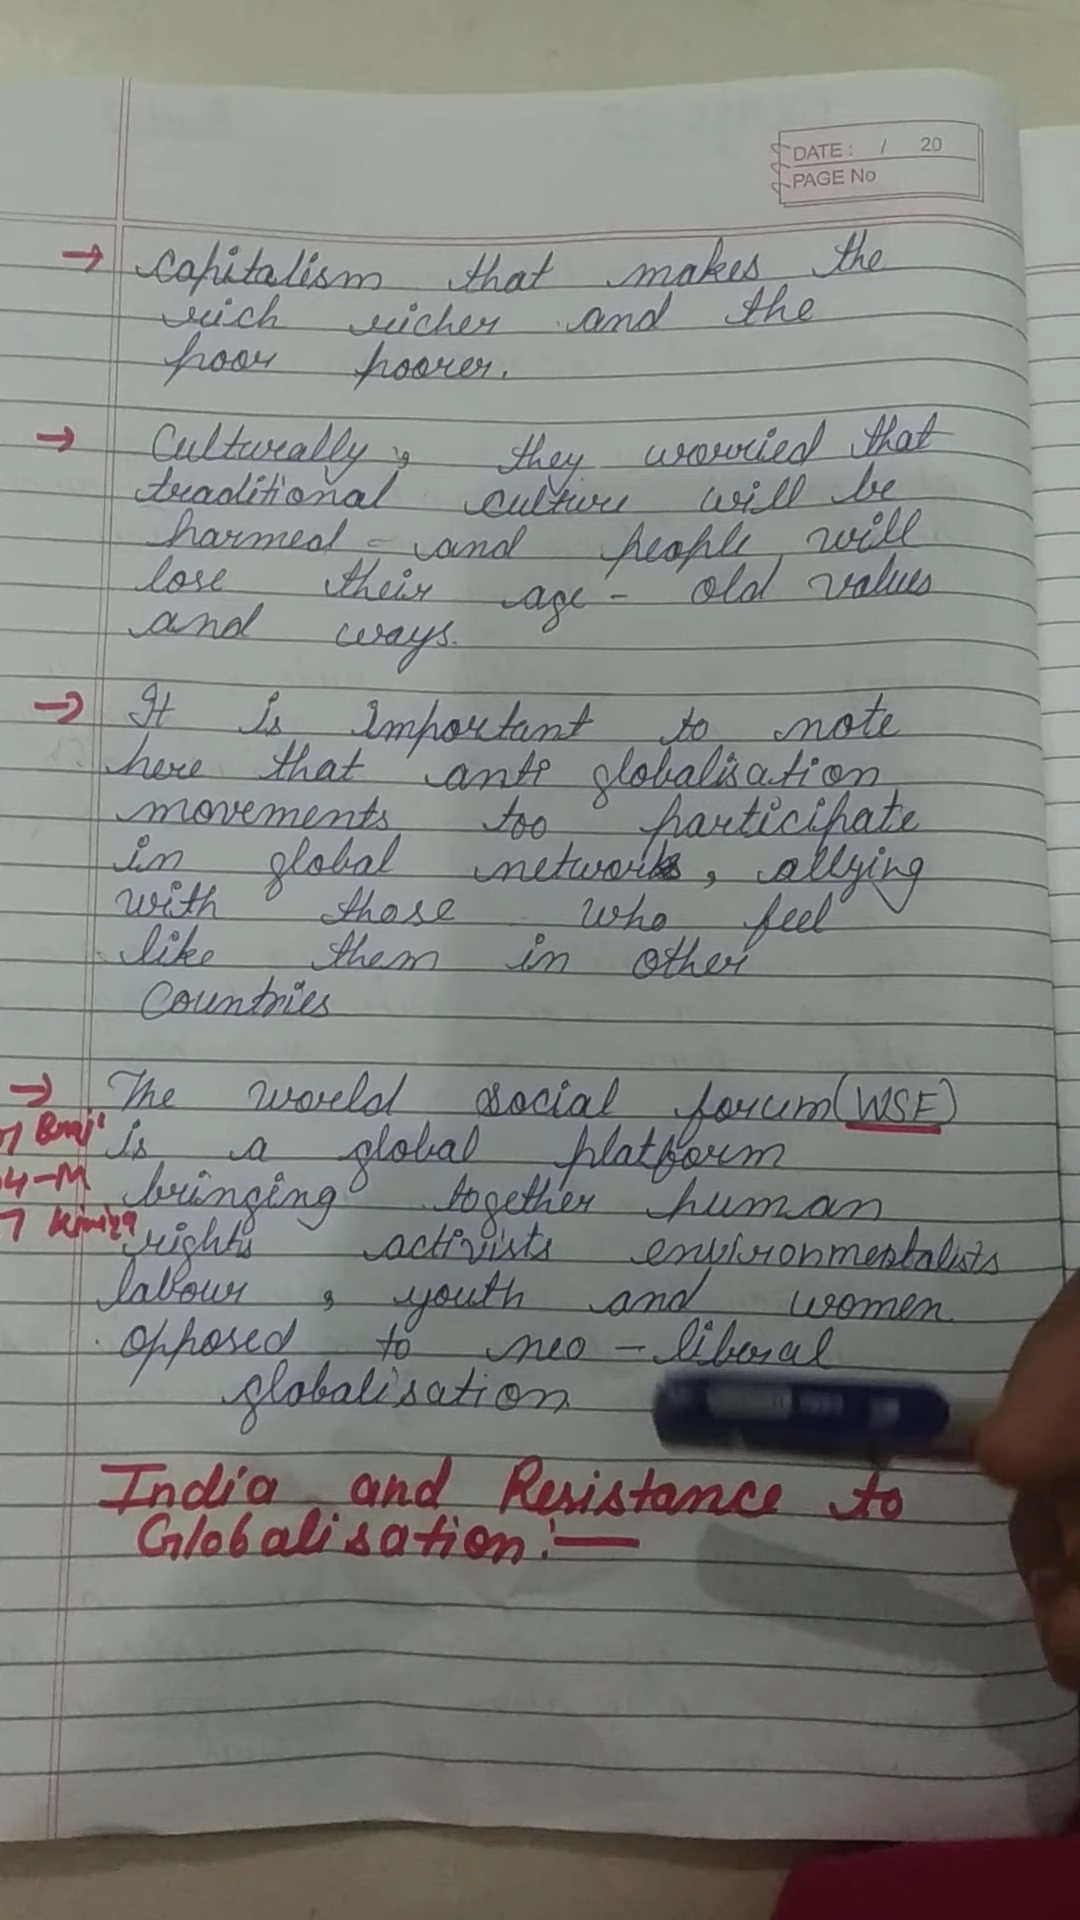 DATE : / 20
PAGE No
→ capitalism that makes the
rich richer and the
poor poorer.
→ Culturally, they worried that
traditional culture will be
harmed - and people will
lose their age - old values
and ways.
→ It is Important to note
here that anti globalisation
movements too participate
in global networks, allying
with those who feel
like them in other
Countries
→ The world social forum (WSF)
is a global platform
bringing together human
rights activists environmentalists
labour, youth and women
opposed to neo - liberal
globalisation
India and Resistance to
Globalisation :—